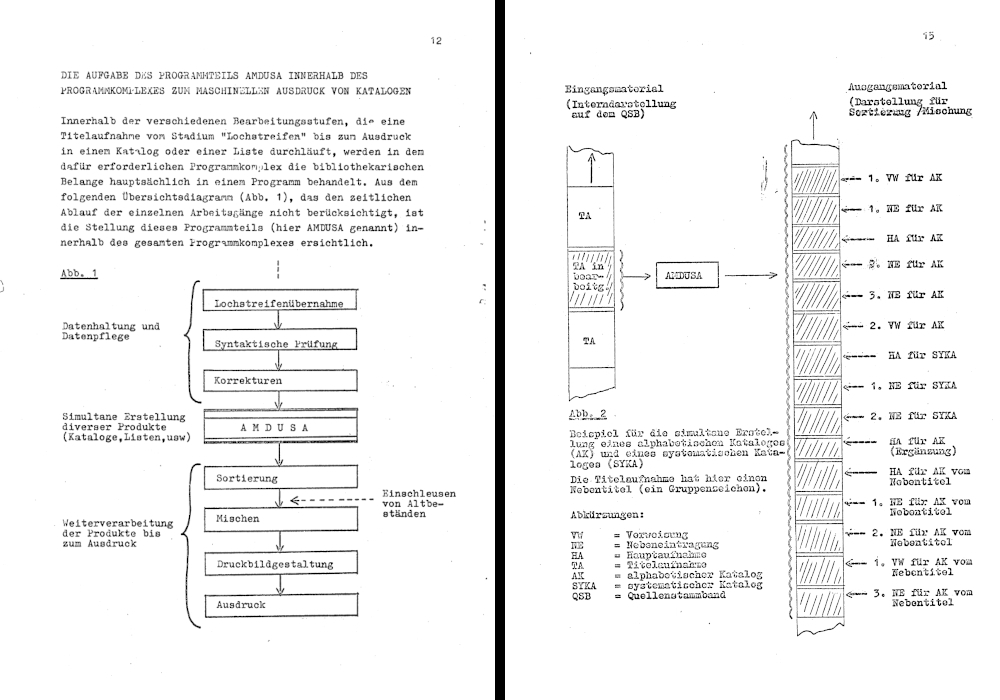 12
DIE AUFGABE DES PROGRAMMTEILS AMDUSA INNERHALB DES
PROGRAMMKOMPLEXES ZUM MASCHINELLEN AUSDRUCK VON KATALOGEN
Innerhalb der verschiedenen Bearbeitungsstufen, die eine
Titelaufnahme vom Stadium "Lochstreifen" bis zum Ausdruck
in einem Katalog oder einer Liste durchläuft, werden in dem
dafür erforderlichen Programmkomplex die bibliothekarischen
Belange hauptsächlich in einem Programm behandelt. Aus dem
folgenden Übersichtsdiagramm (Abb. 1), das den zeitlichen
Ablauf der einzelnen Arbeitsgänge nicht berücksichtigt, ist
die Stellung dieses Programmteils (hier AMDUSA genannt) in-
nerhalb des gesamten Programmkomplexes ersichtlich.
Abb. 1
Lochstreifenübernahme
Datenhaltung und
Datenpflege
Syntaktische Prüfung
Korrekturen
Simultane Erstellung
diverser Produkte
(Kataloge,Listen,usw)
A M D U S A
Sortierung
Einschleusen
von Altbe-
ständen
Mischen
Weiterverarbeitung
der Produkte bis
zum Ausdruck
Druckbildgestaltung
Ausdruck
15
Eingangsmaterial
(Interndarstellung
auf dem QSB)
Ausgangsmaterial
(Darstellung für
Sortierung /Mischung
TA
TA in
bear-
beitg.
TA
AMDUSA
1. VW für AK
1. NE für AK
HA für AK
2. NE für AK
3. NE für AK
2. VW für AK
HA für SYKA
1. NE für SYKA
2. NE für SYKA
HA für AK
(Ergänzung)
HA für AK vom
Nebentitel
1. NE für AK vom
Nebentitel
2. NE für AK vom
Nebentitel
1. VW für AK vom
Nebentitel
3. NE für AK vom
Nebentitel
Abb. 2
Beispiel für die simultane Erstel-
lung eines alphabetischen Kataloges
(AK) und eines systematischen Kata-
loges (SYKA)
Die Titelaufnahme hat hier einen
Nebentitel (ein Gruppenzeichen).
Abkürzungen:
VW = Verweisung
NE = Nebeneintragung
HA = Hauptaufnahme
TA = Titelaufnahme
AK = alphabetischer Katalog
SYKA = systematischer Katalog
QSB = Quellenstammband